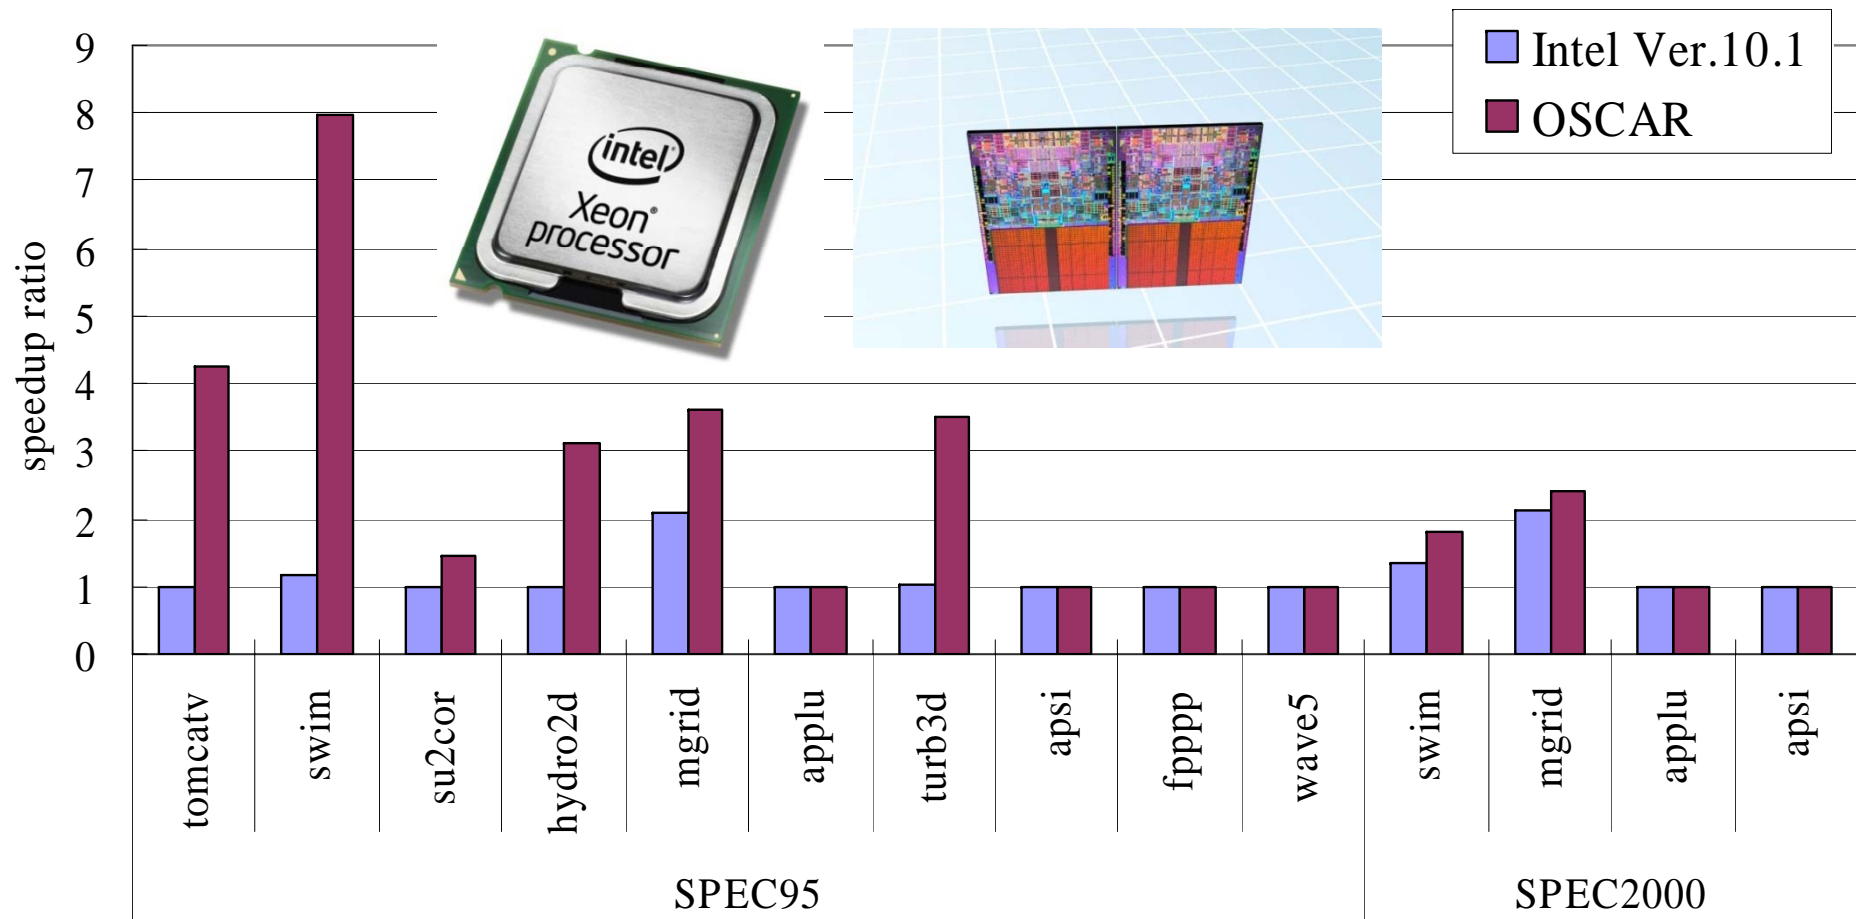 Intel Ver.10.1
OSCAR
intel
Xeon®
processor
speedup ratio
9
8
7
6
5
4
3
2
1
0
tomcatv
swim
su2cor
hydro2d
mgrid
applu
turb3d
apsi
fpppp
wave5
swim
mgrid
applu
apsi
SPEC95
SPEC2000